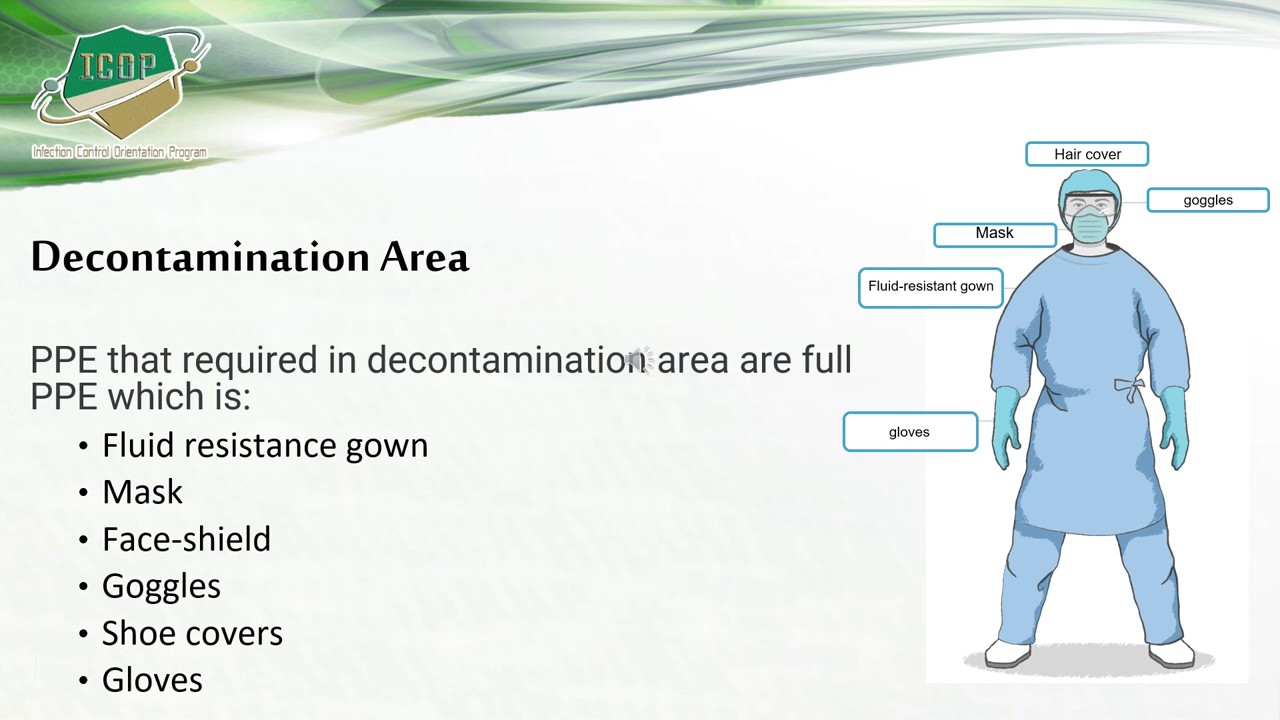 ICOP
Infection Control Orientation Program
Decontamination Area
PPE that required in decontamination area are full
PPE which is:
• Fluid resistance gown
• Mask
• Face-shield
• Goggles
• Shoe covers
• Gloves
Hair cover
goggles
Mask
Fluid-resistant gown
gloves